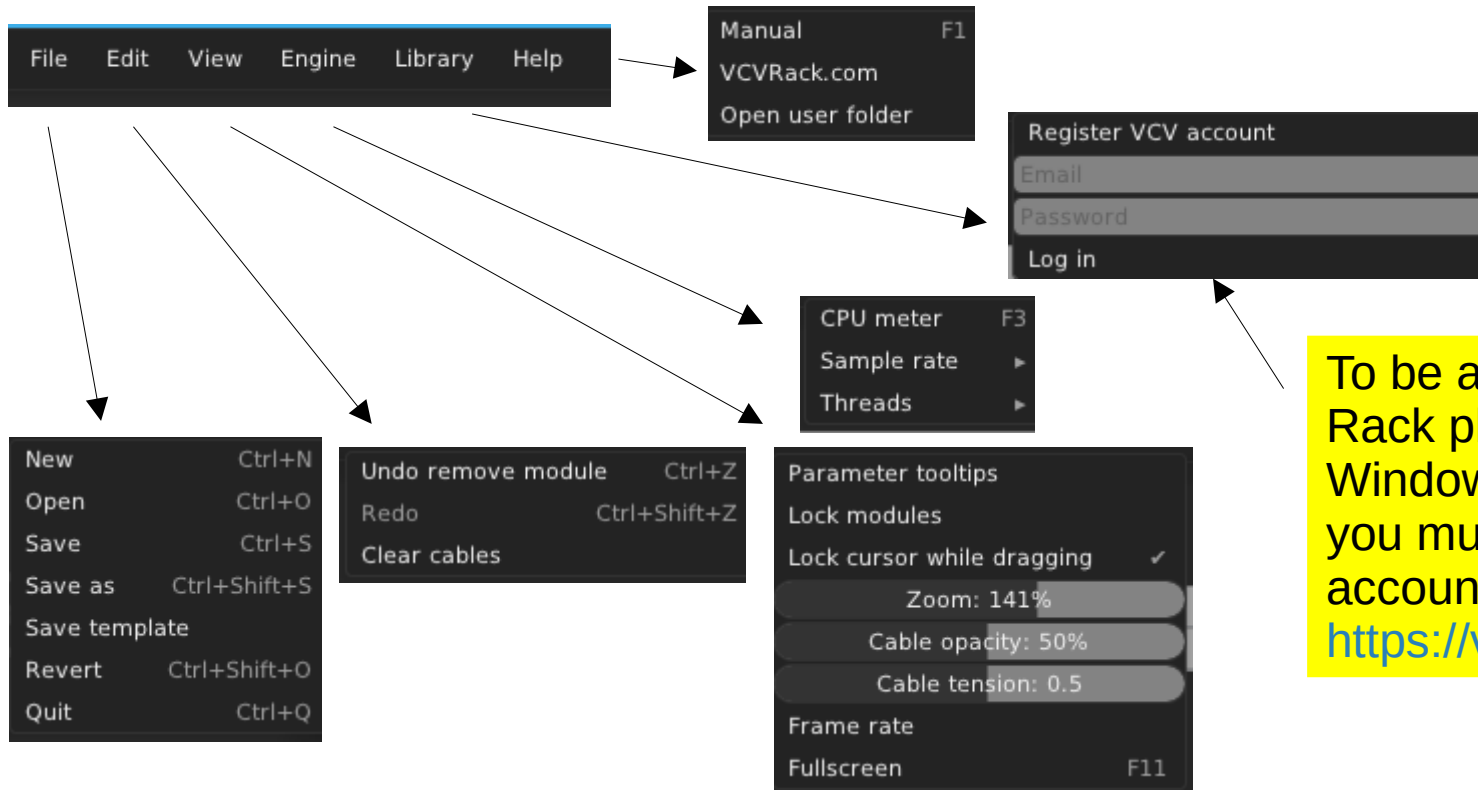 File Edit View Engine Library Help
Manual F1
VCVRack.com
Open user folder
Register VCV account
Email
Password
Log in
CPU meter F3
Sample rate ▸
Threads ▸
New Ctrl+N
Open Ctrl+O
Save Ctrl+S
Save as Ctrl+Shift+S
Save template
Revert Ctrl+Shift+O
Quit Ctrl+Q
Undo remove module Ctrl+Z
Redo Ctrl+Shift+Z
Clear cables
Parameter tooltips
Lock modules
Lock cursor while dragging ✔
Zoom: 141%
Cable opacity: 50%
Cable tension: 0.5
Frame rate
Fullscreen F11
To be
Rack
you
https://